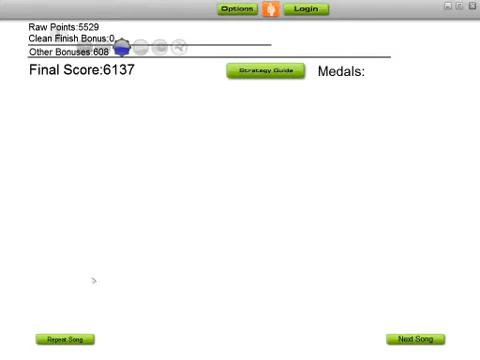 Options Login
Raw Points:5529
Clean Finish Bonus:0
Other Bonuses:608
Final Score:6137
Strategy Guide
Medals:
Repeat Song
Next Song